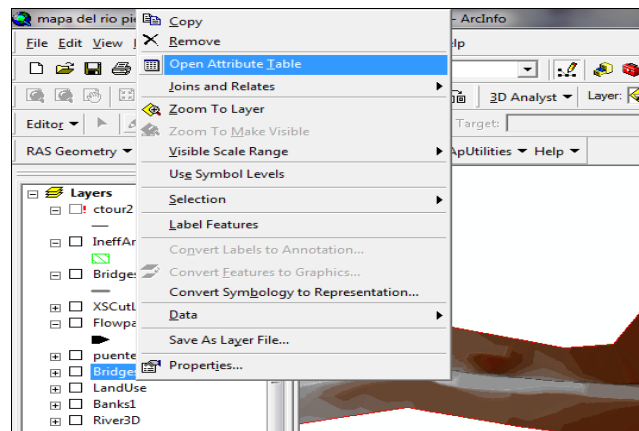 mapa del rio pie - ArcInfo
File Edit View elp
3D Analyst Layer:
Editor Target:
RAS Geometry ApUtilities Help
Layers
ctour2
IneffAr
Bridges
XSCutL
Flowpa
puente
Bridges
LandUse
Banks1
River3D
Copy
Remove
Open Attribute Table
Joins and Relates
Zoom To Layer
Zoom To Make Visible
Visible Scale Range
Use Symbol Levels
Selection
Label Features
Convert Labels to Annotation...
Convert Features to Graphics...
Convert Symbology to Representation...
Data
Save As Layer File...
Properties...